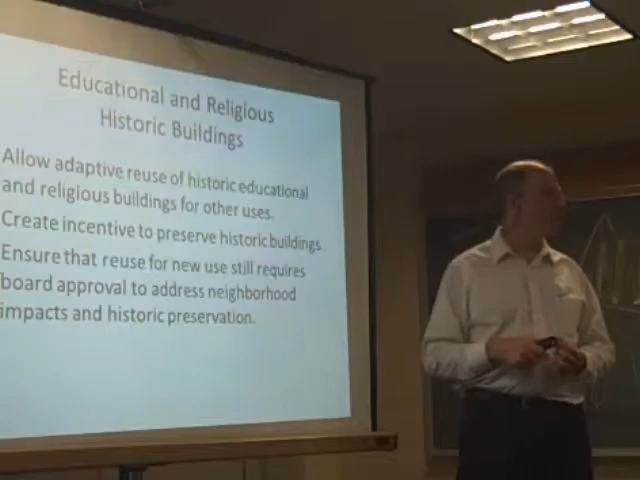 Educational and Religious
Historic Buildings
Allow adaptive reuse of historic educational
and religious buildings for other uses.
Create incentive to preserve historic buildings.
Ensure that reuse for new use still requires
board approval to address neighborhood
impacts and historic preservation.